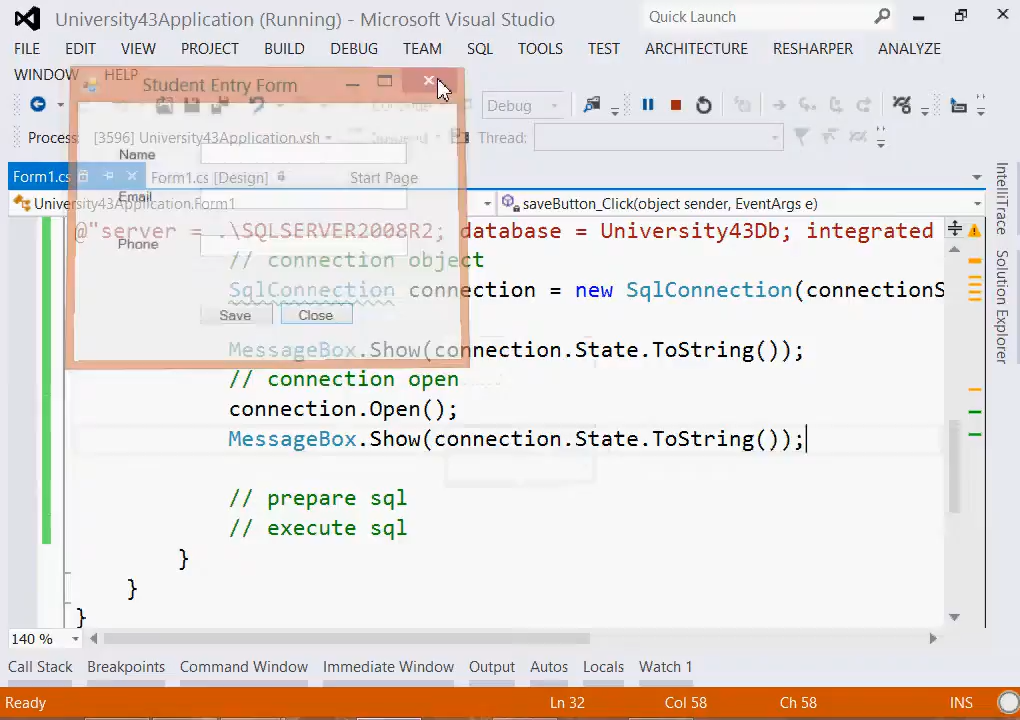 University43Application (Running) - Microsoft Visual Studio
Quick Launch
FILE EDIT VIEW PROJECT BUILD DEBUG TEAM SQL TOOLS TEST ARCHITECTURE RESHARPER ANALYZE
WINDOW HELP
Student Entry Form
Debug
Process: [3596] University43Application.vsh
Thread:
Name
Form1.cs Form1.cs [Design] Start Page
Email
University43Application.Form1 saveButton_Click(object sender, EventArgs e)
@"server = .\SQLSERVER2008R2; database = University43Db; integrated
Phone
// connection object
SqlConnection connection = new SqlConnection(connectionS
Save Close
MessageBox.Show(connection.State.ToString());
// connection open
connection.Open();
MessageBox.Show(connection.State.ToString());
// prepare sql
// execute sql
}
}
}
IntelliTrace
Solution Explorer
140 %
Call Stack Breakpoints Command Window Immediate Window Output Autos Locals Watch 1
Ready Ln 32 Col 58 Ch 58 INS